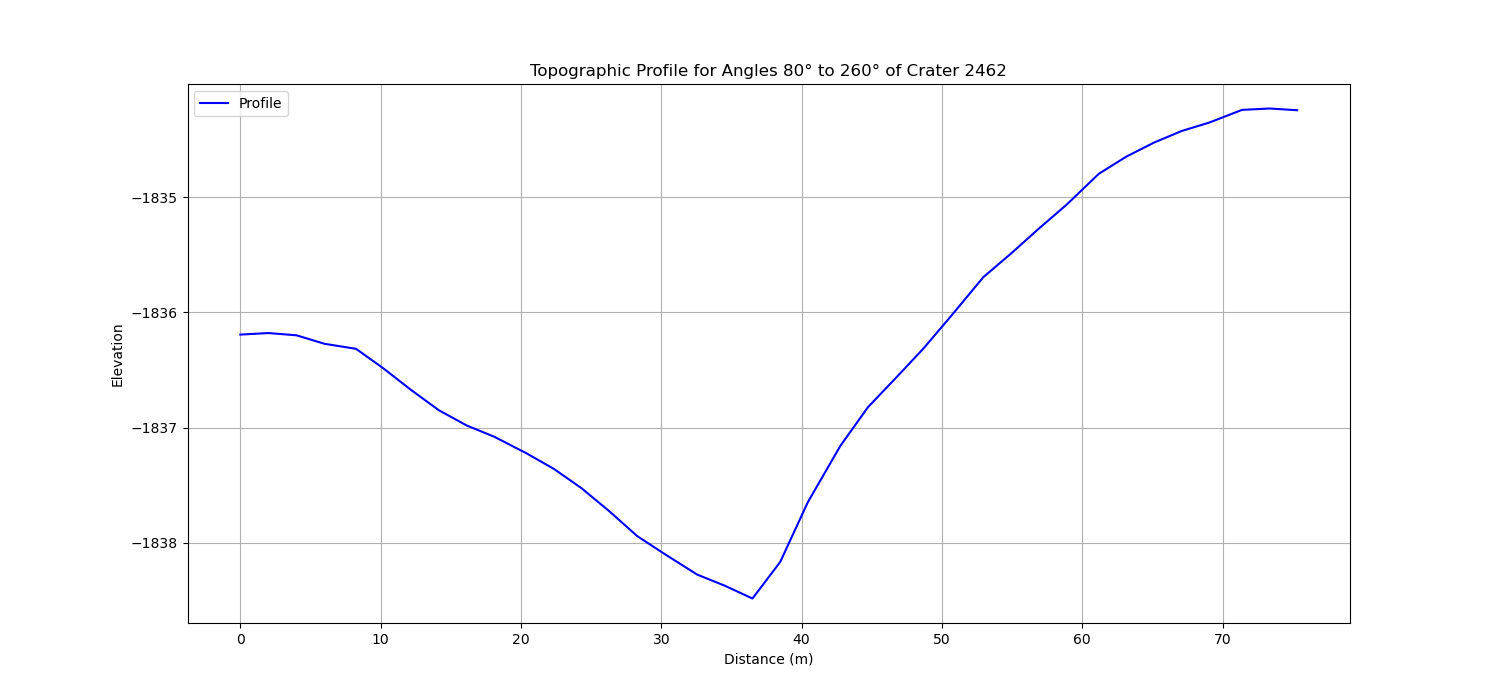 Topographic Profile for Angles 80° to 260° of Crater 2462
Profile
−1835
−1836
−1837
−1838
Elevation
0 10 20 30 40 50 60 70
Distance (m)